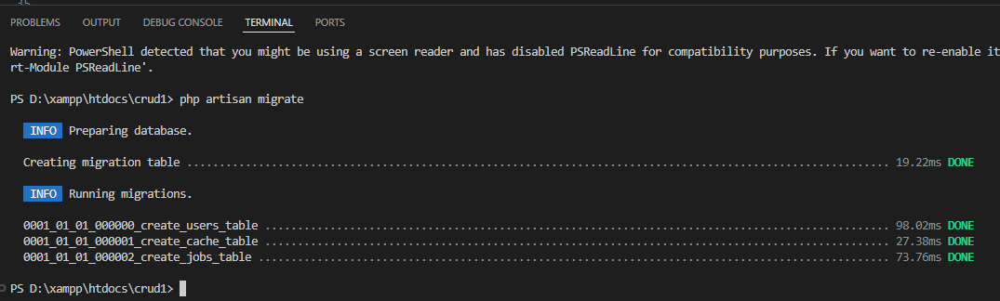 PROBLEMS OUTPUT DEBUG CONSOLE TERMINAL PORTS
Warning: PowerShell detected that you might be using a screen reader and has disabled PSReadLine for compatibility purposes. If you want to re-enable it
rt-Module PSReadLine'.
PS D:\xampp\htdocs\crud1> php artisan migrate
INFO Preparing database.
Creating migration table ............................................................................................................. 19.22ms DONE
INFO Running migrations.
0001_01_01_000000_create_users_table ................................................................................................. 98.02ms DONE
0001_01_01_000001_create_cache_table ................................................................................................. 27.38ms DONE
0001_01_01_000002_create_jobs_table .................................................................................................. 73.76ms DONE
PS D:\xampp\htdocs\crud1>